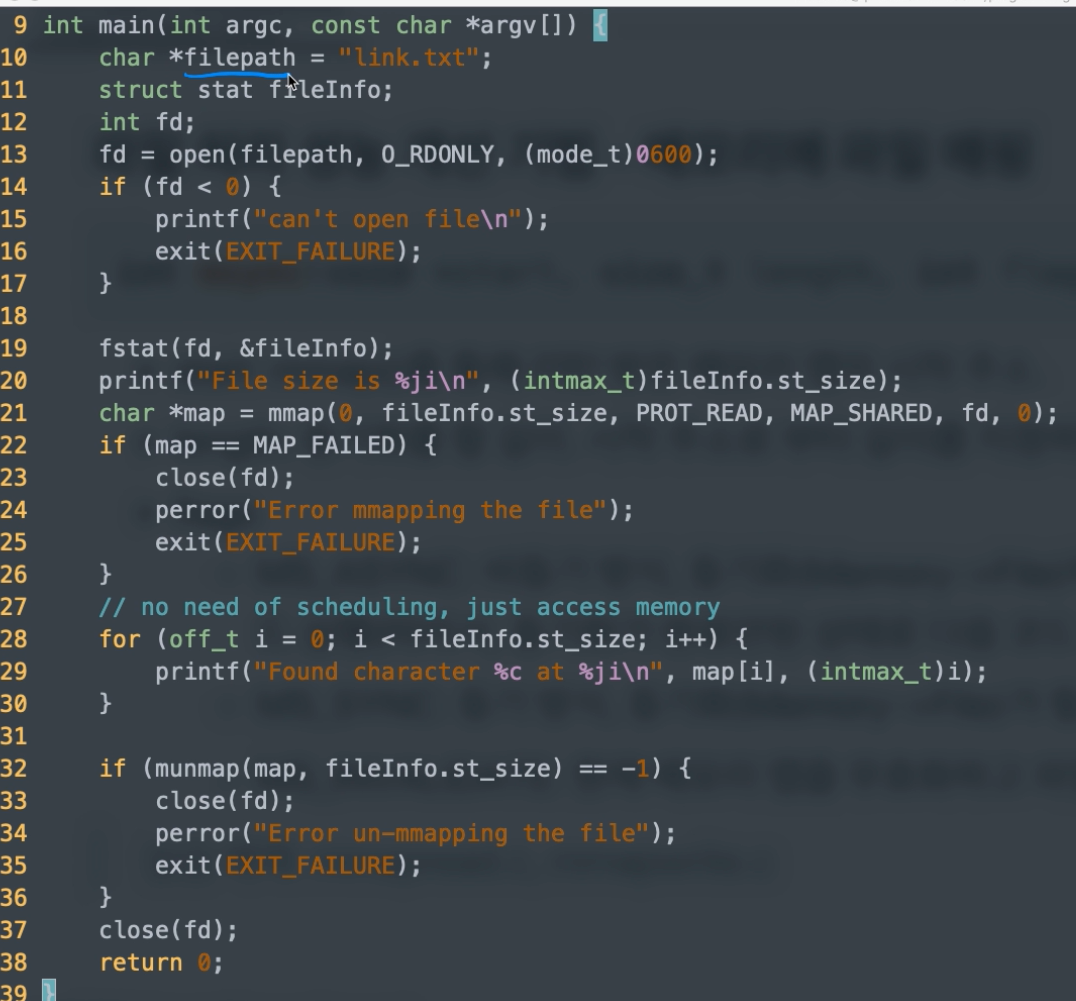 9 int main(int argc, const char *argv[]) {
10 char *filepath = "link.txt";
11 struct stat fileInfo;
12 int fd;
13 fd = open(filepath, O_RDONLY, (mode_t)0600);
14 if (fd < 0) {
15 printf("can't open file\n");
16 exit(EXIT_FAILURE);
17 }
18
19 fstat(fd, &fileInfo);
20 printf("File size is %ji\n", (intmax_t)fileInfo.st_size);
21 char *map = mmap(0, fileInfo.st_size, PROT_READ, MAP_SHARED, fd, 0);
22 if (map == MAP_FAILED) {
23 close(fd);
24 perror("Error mmapping the file");
25 exit(EXIT_FAILURE);
26 }
27 // no need of scheduling, just access memory
28 for (off_t i = 0; i < fileInfo.st_size; i++) {
29 printf("Found character %c at %ji\n", map[i], (intmax_t)i);
30 }
31
32 if (munmap(map, fileInfo.st_size) == -1) {
33 close(fd);
34 perror("Error un-mmapping the file");
35 exit(EXIT_FAILURE);
36 }
37 close(fd);
38 return 0;
39 }